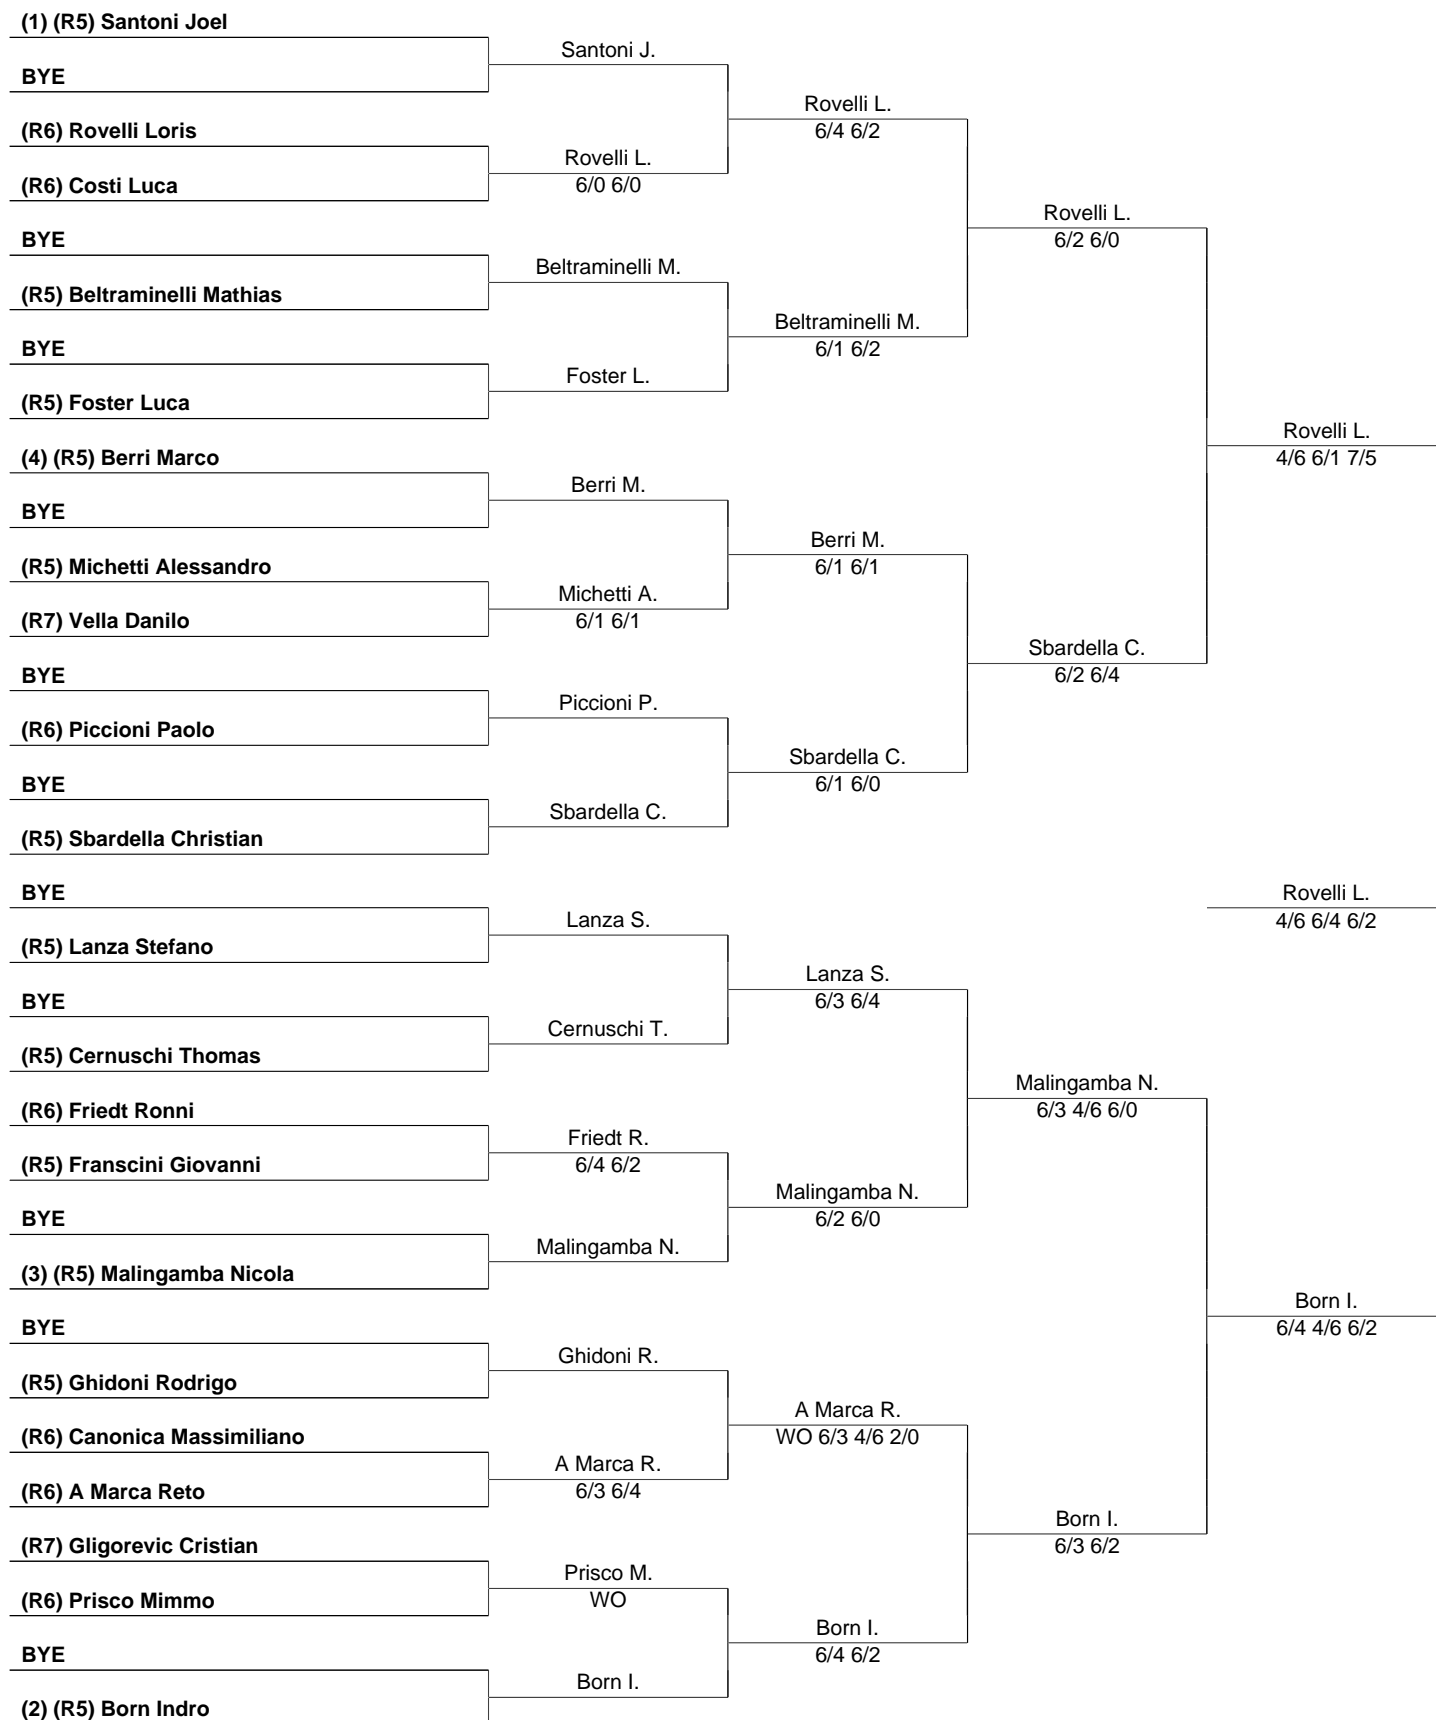 (1) (R5) Santoni Joel
BYE
(R6) Rovelli Loris
(R6) Costi Luca
BYE
(R5) Beltraminelli Mathias
BYE
(R5) Foster Luca
(4) (R5) Berri Marco
BYE
(R5) Michetti Alessandro
(R7) Vella Danilo
BYE
(R6) Piccioni Paolo
BYE
(R5) Sbardella Christian
BYE
(R5) Lanza Stefano
BYE
(R5) Cernuschi Thomas
(R6) Friedt Ronni
(R5) Franscini Giovanni
BYE
(3) (R5) Malingamba Nicola
BYE
(R5) Ghidoni Rodrigo
(R6) Canonica Massimiliano
(R6) A Marca Reto
(R7) Gligorevic Cristian
(R6) Prisco Mimmo
BYE
(2) (R5) Born Indro
Santoni J.
Rovelli L.
6/0 6/0
Beltraminelli M.
Foster L.
Berri M.
Michetti A.
6/1 6/1
Piccioni P.
Sbardella C.
Lanza S.
Cernuschi T.
Friedt R.
6/4 6/2
Malingamba N.
Ghidoni R.
A Marca R.
6/3 6/4
Prisco M.
WO
Born I.
Rovelli L.
6/4 6/2
Beltraminelli M.
6/1 6/2
Berri M.
6/1 6/1
Sbardella C.
6/1 6/0
Lanza S.
6/3 6/4
Malingamba N.
6/2 6/0
A Marca R.
WO 6/3 4/6 2/0
Born I.
6/4 6/2
Rovelli L.
6/2 6/0
Sbardella C.
6/2 6/4
Malingamba N.
6/3 4/6 6/0
Born I.
6/3 6/2
Rovelli L.
4/6 6/1 7/5
Rovelli L.
4/6 6/4 6/2
Born I.
6/4 4/6 6/2